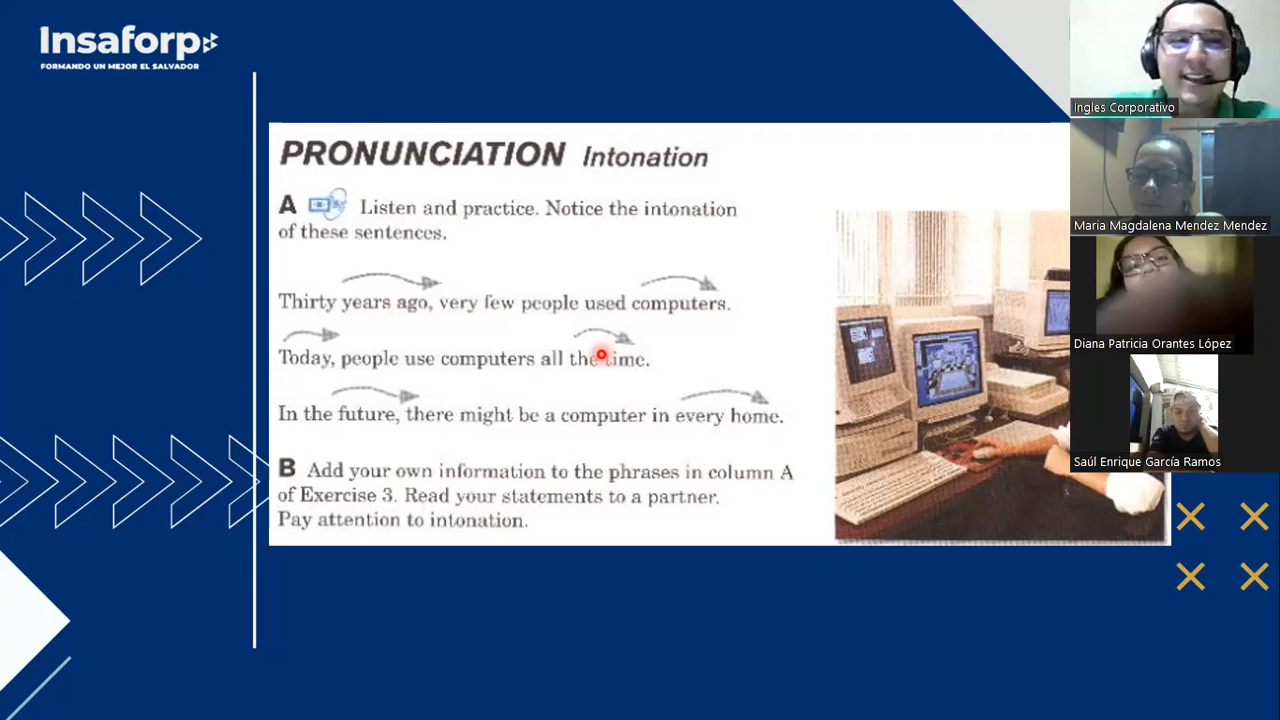 Insaforp
FORMANDO UN MEJOR EL SALVADOR
PRONUNCIATION Intonation
A Listen and practice. Notice the intonation
of these sentences.
Thirty years ago, very few people used computers.
Today, people use computers all the time.
In the future, there might be a computer in every home.
B Add your own information to the phrases in column A
of Exercise 3. Read your statements to a partner.
Pay attention to intonation.
Ingles Corporativo
Maria Magdalena Mendez Mendez
Diana Patricia Orantes López
Saúl Enrique García Ramos